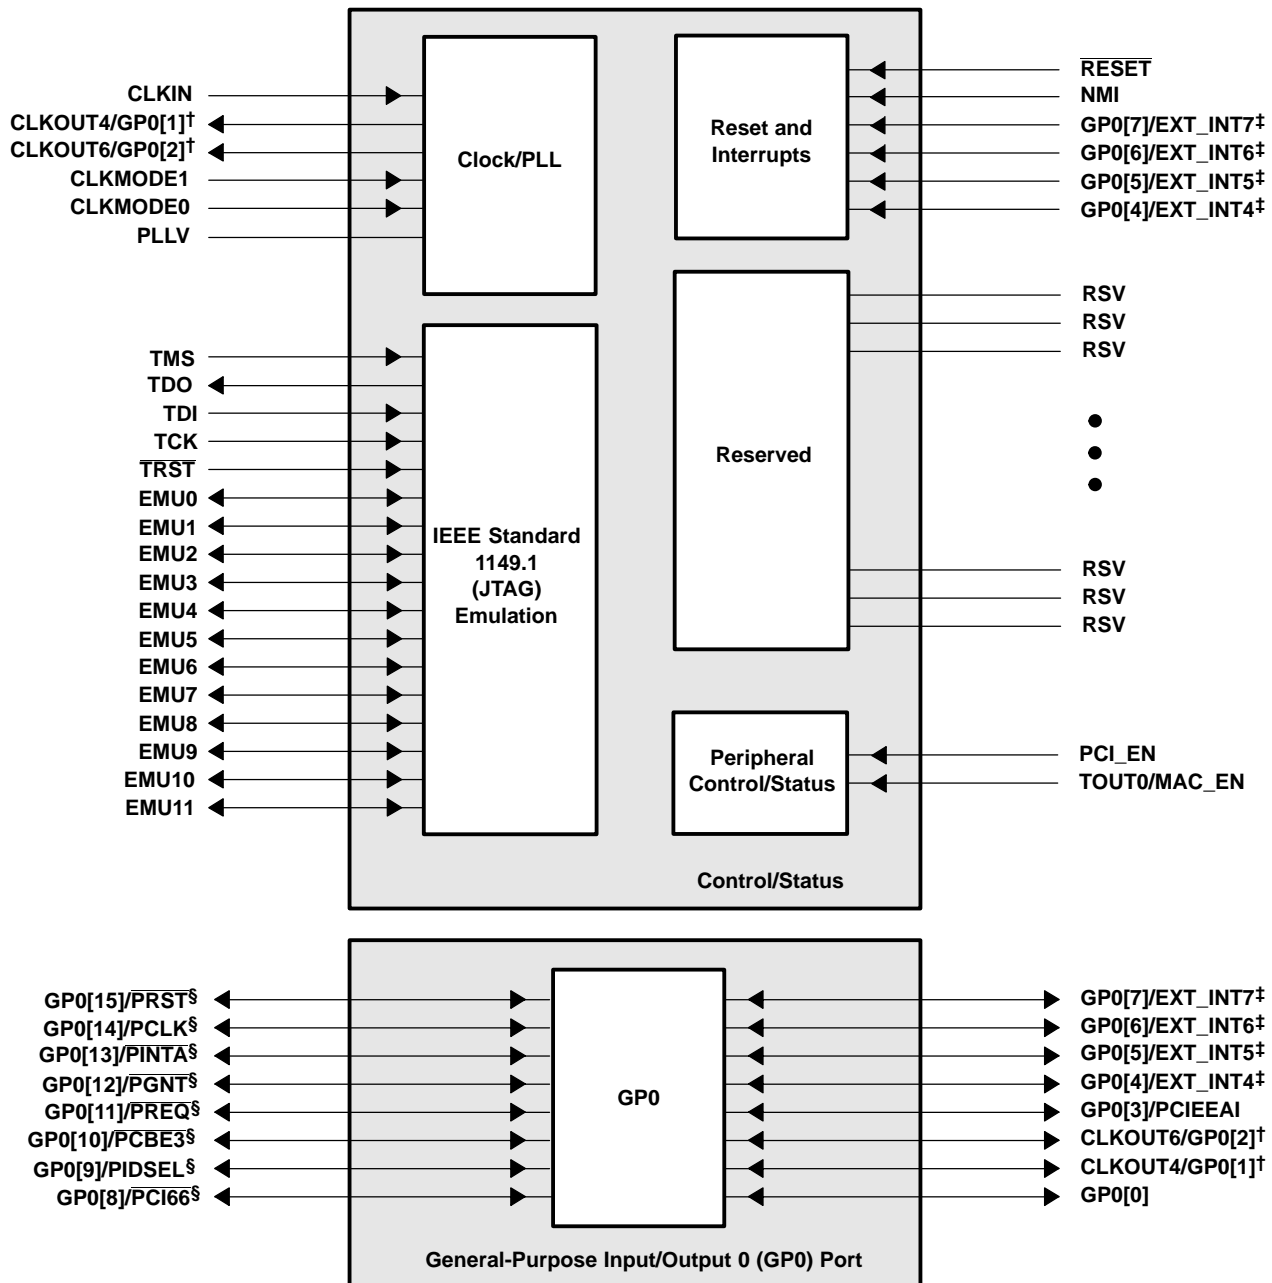 CLKIN
CLKOUT4/GP0[1]†
CLKOUT6/GP0[2]†
CLKMODE1
CLKMODE0
PLLV
Clock/PLL
Reset and
Interrupts
RESET
NMI
GP0[7]/EXT_INT7‡
GP0[6]/EXT_INT6‡
GP0[5]/EXT_INT5‡
GP0[4]/EXT_INT4‡
TMS
TDO
TDI
TCK
TRST
EMU0
EMU1
EMU2
EMU3
EMU4
EMU5
EMU6
EMU7
EMU8
EMU9
EMU10
EMU11
IEEE Standard
1149.1
(JTAG)
Emulation
Reserved
RSV
RSV
RSV
RSV
RSV
RSV
Peripheral
Control/Status
PCI_EN
TOUT0/MAC_EN
Control/Status
GP0[15]/PRST§
GP0[14]/PCLK§
GP0[13]/PINTA§
GP0[12]/PGNT§
GP0[11]/PREQ§
GP0[10]/PCBE3§
GP0[9]/PIDSEL§
GP0[8]/PCI66§
GP0
GP0[7]/EXT_INT7‡
GP0[6]/EXT_INT6‡
GP0[5]/EXT_INT5‡
GP0[4]/EXT_INT4‡
GP0[3]/PCIEEAI
CLKOUT6/GP0[2]†
CLKOUT4/GP0[1]†
GP0[0]
General-Purpose Input/Output 0 (GP0) Port